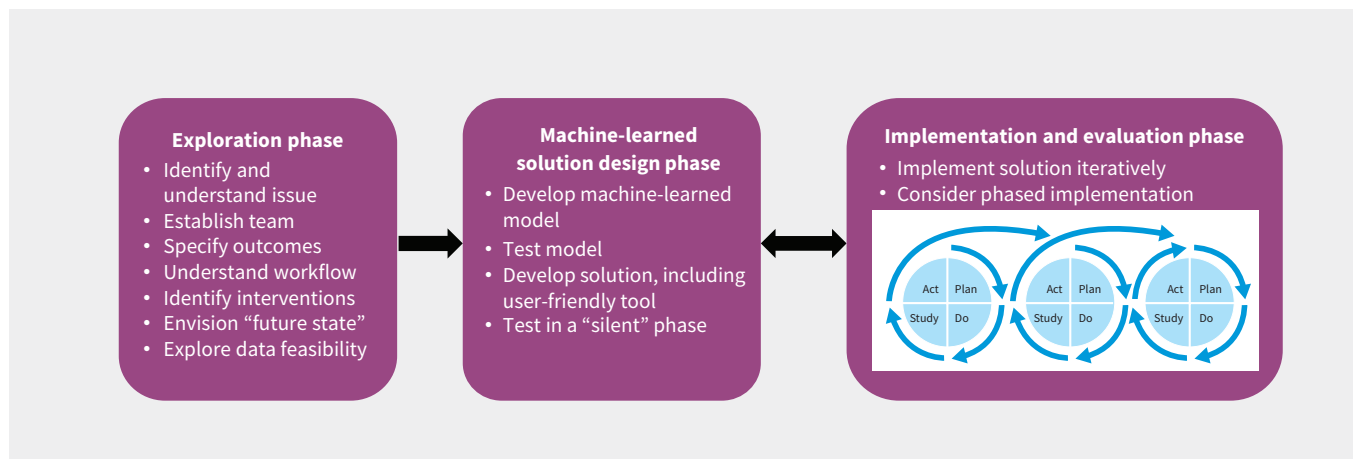 Exploration phase
• Identify and
understand issue
• Establish team
• Specify outcomes
• Understand workflow
• Identify interventions
• Envision “future state”
• Explore data feasibility
Machine-learned
solution design phase
• Develop machine-learned
model
• Test model
• Develop solution, including
user-friendly tool
• Test in a “silent” phase
Implementation and evaluation phase
• Implement solution iteratively
• Consider phased implementation
Act Plan
Study Do
Act Plan
Study Do
Act Plan
Study Do